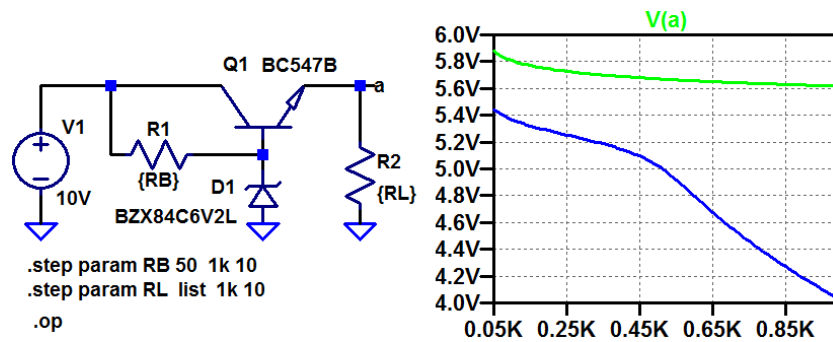 Q1 BC547B
a
V1
R1
{RB}
R2
{RL}
D1
10V
BZX84C6V2L
.step param RB 50 1k 10
.step param RL list 1k 10
.op
V(a)
6.0V
5.8V
5.6V
5.4V
5.2V
5.0V
4.8V
4.6V
4.4V
4.2V
4.0V
0.05K 0.25K 0.45K 0.65K 0.85K